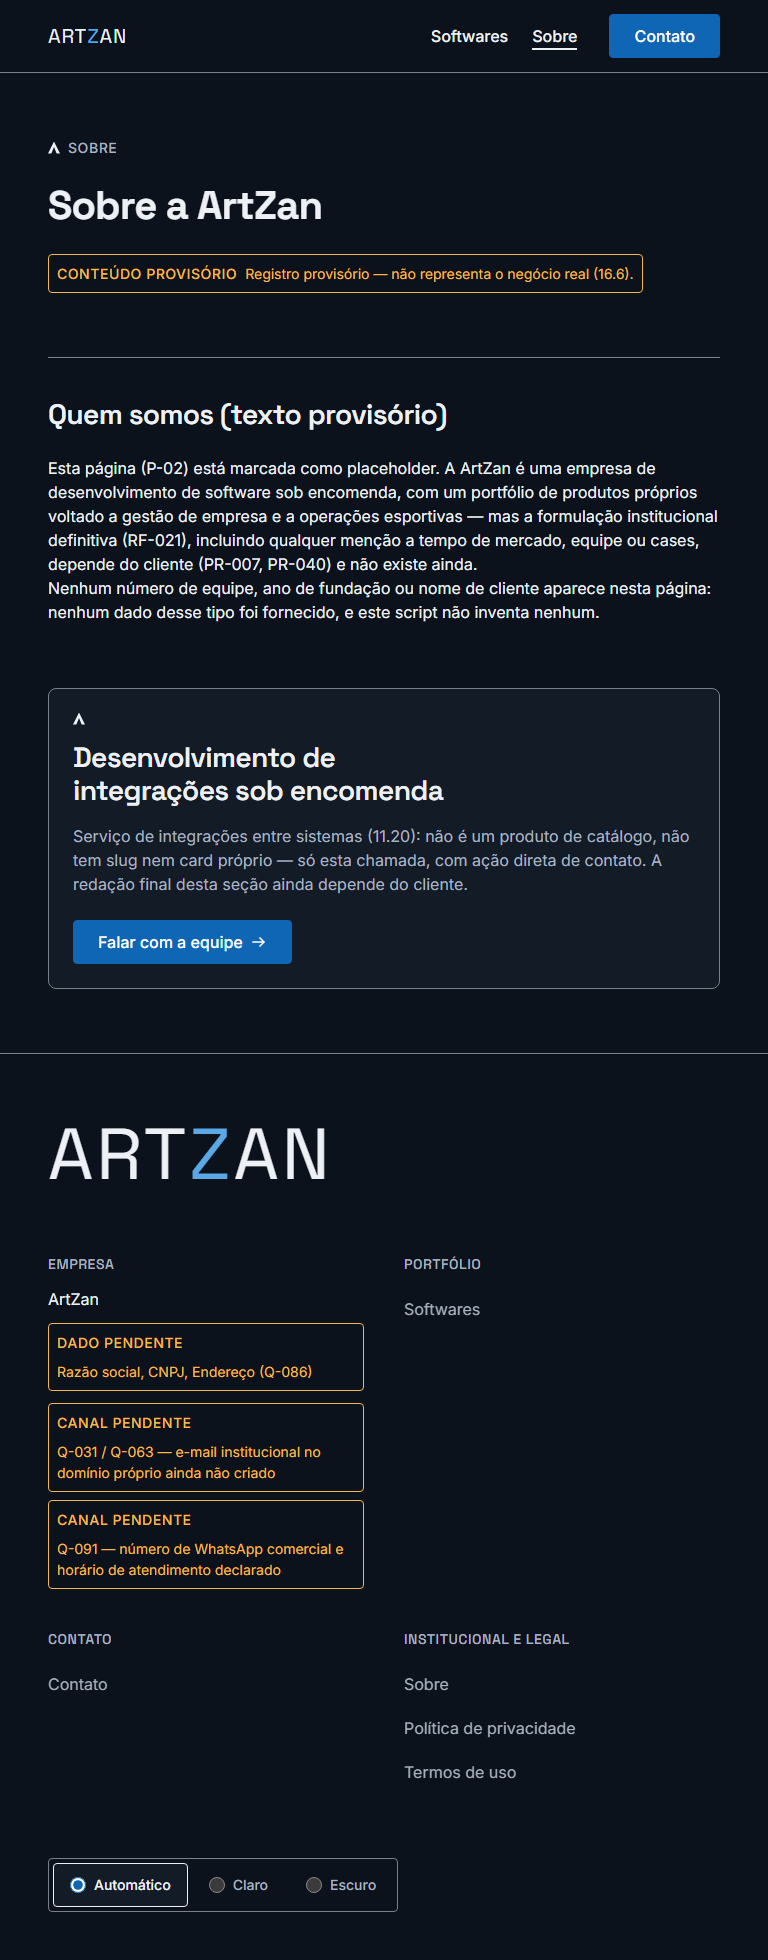 ARTZAN
Softwares
Sobre
Contato
SOBRE
Sobre a ArtZan
CONTEÚDO PROVISÓRIO Registro provisório — não representa o negócio real (16.6).
Quem somos (texto provisório)
Esta página (P-02) está marcada como placeholder. A ArtZan é uma empresa de
desenvolvimento de software sob encomenda, com um portfólio de produtos próprios
voltado a gestão de empresa e a operações esportivas — mas a formulação institucional
definitiva (RF-021), incluindo qualquer menção a tempo de mercado, equipe ou cases,
depende do cliente (PR-007, PR-040) e não existe ainda.
Nenhum número de equipe, ano de fundação ou nome de cliente aparece nesta página:
nenhum dado desse tipo foi fornecido, e este script não inventa nenhum.
Desenvolvimento de
integrações sob encomenda
Serviço de integrações entre sistemas (11.20): não é um produto de catálogo, não
tem slug nem card próprio — só esta chamada, com ação direta de contato. A
redação final desta seção ainda depende do cliente.
Falar com a equipe →
ARTZAN
EMPRESA
ArtZan
DADO PENDENTE
Razão social, CNPJ, Endereço (Q-086)
CANAL PENDENTE
Q-031 / Q-063 — e-mail institucional no
domínio próprio ainda não criado
CANAL PENDENTE
Q-091 — número de WhatsApp comercial e
horário de atendimento declarado
PORTFÓLIO
Softwares
CONTATO
Contato
INSTITUCIONAL E LEGAL
Sobre
Política de privacidade
Termos de uso
Automático
Claro
Escuro